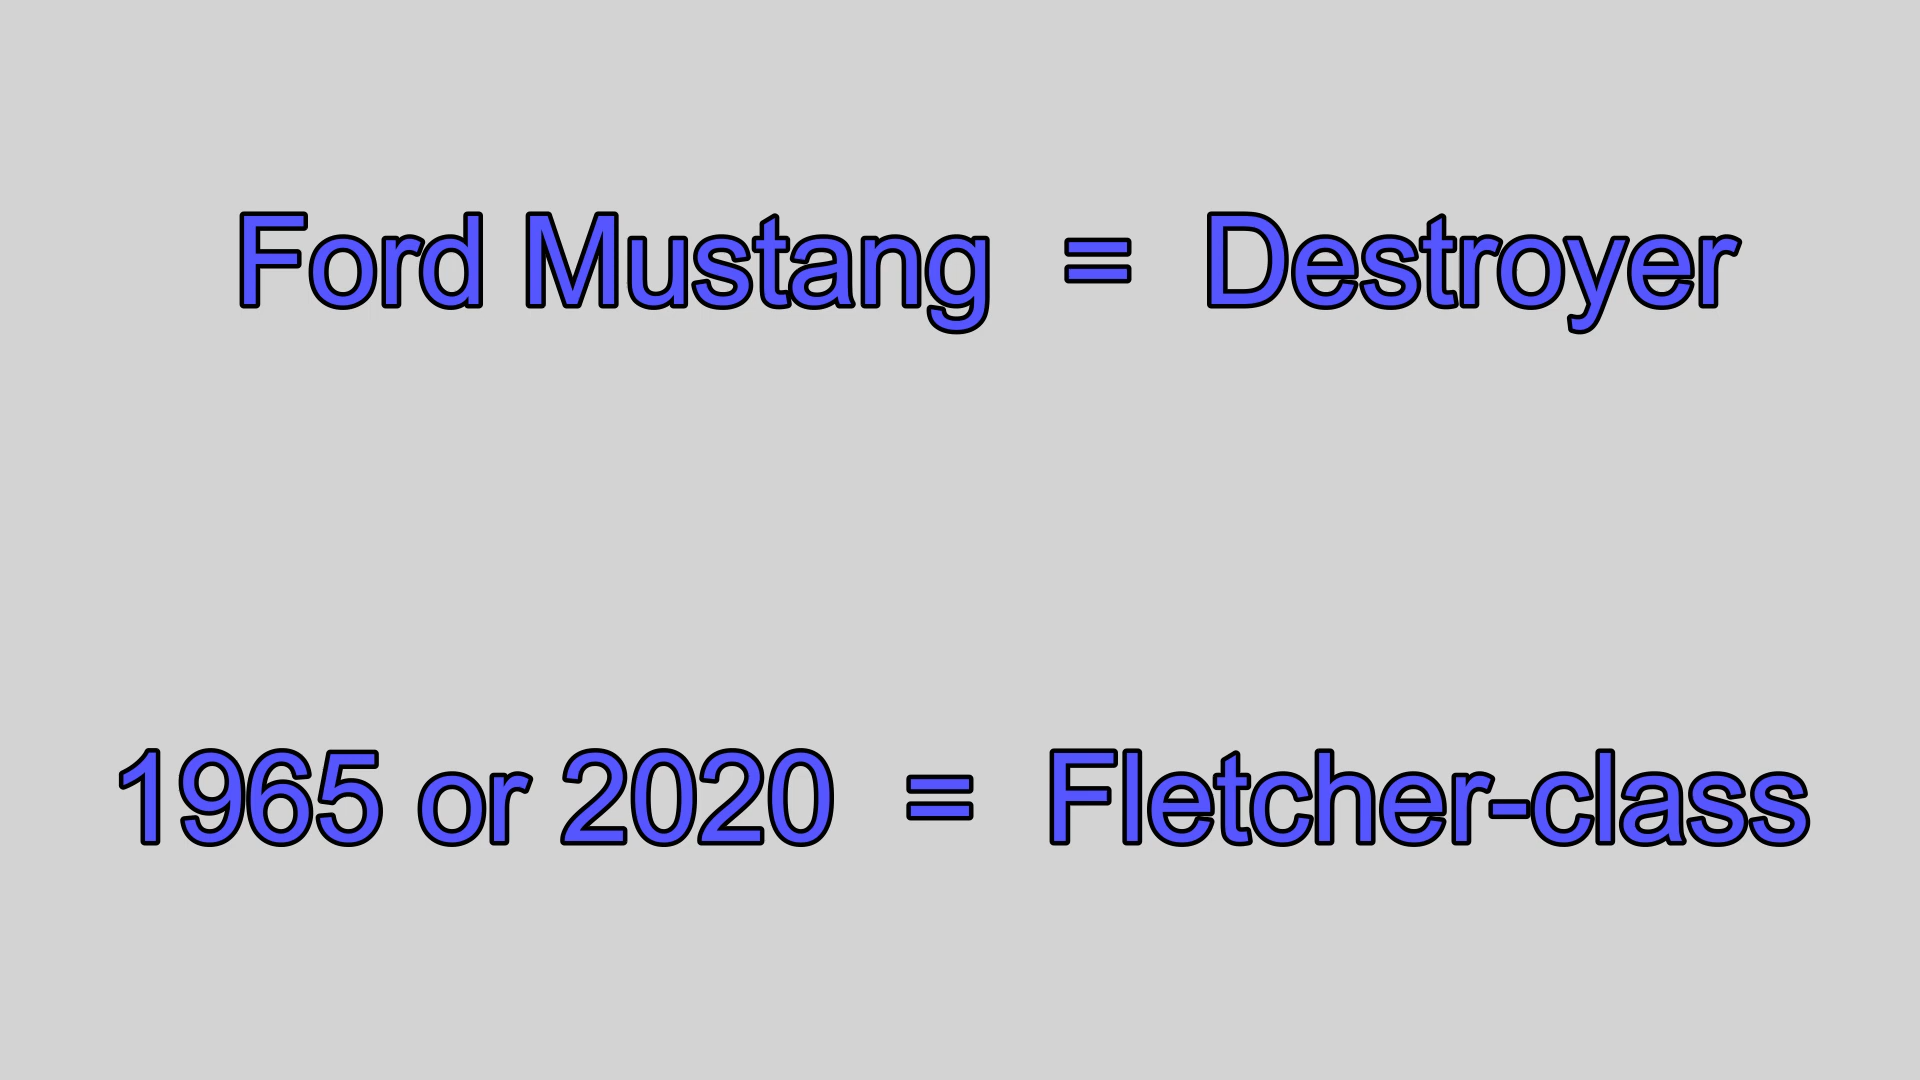 Ford Mustang = Destroyer
1965 or 2020 = Fletcher-class